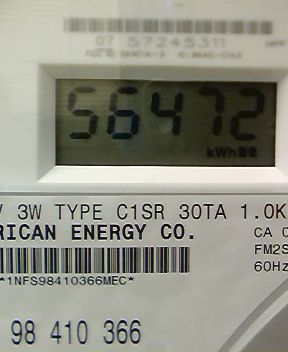 07 57245311
56472
kWh
V 3W TYPE C1SR 30TA 1.0K
RICAN ENERGY CO.
CA
FM2S
60Hz
*1NFS98410366MEC*
98 410 366